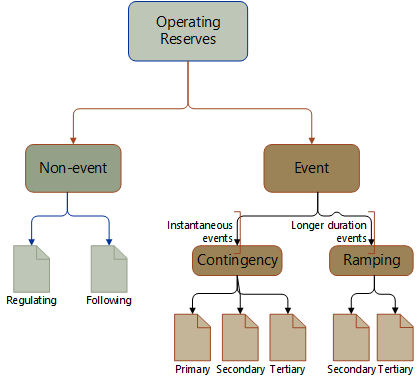 Operating
Reserves
Non-event
Event
Instantaneous
events
Longer duration
events
Contingency
Ramping
Regulating
Following
Primary
Secondary
Tertiary
Secondary
Tertiary